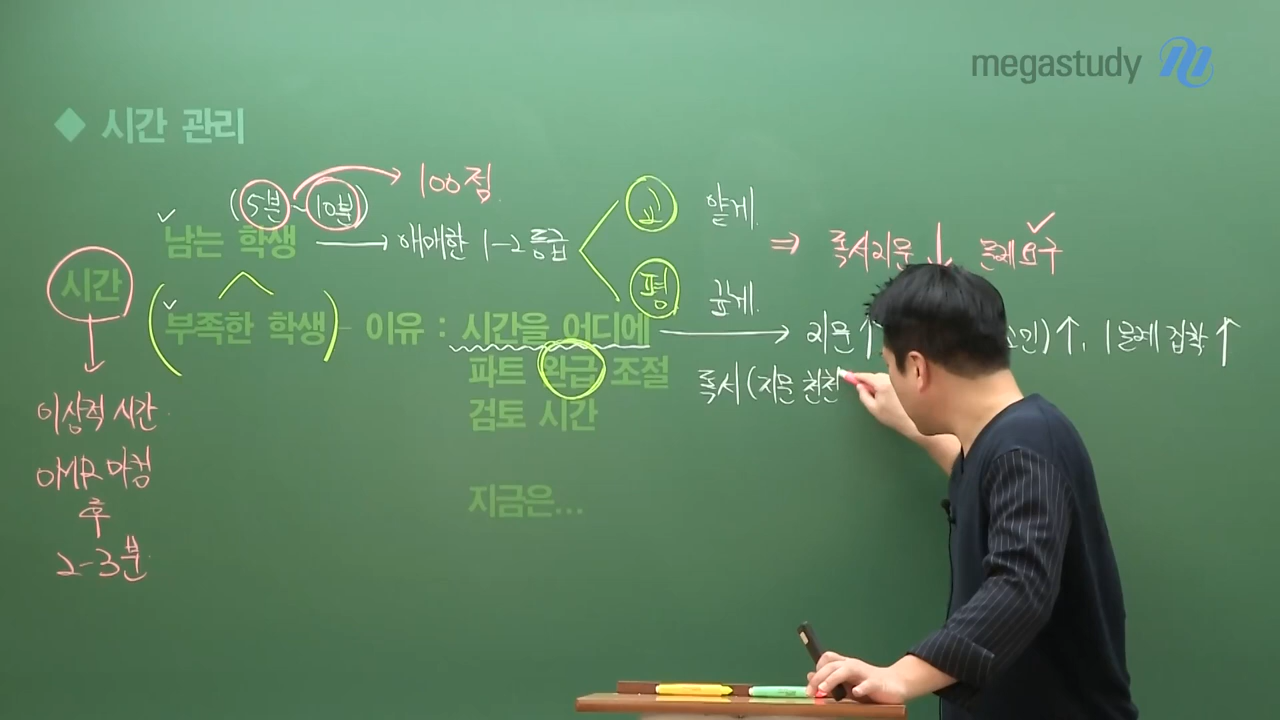 megastudy
◆ 시간 관리
(5분~10분) → 100점
남는 학생 → 애매한 1-2등급
교 얕게.
평 깊게.
⇒ 독서지문↓ 문제요구
시간
부족한 학생 - 이유 : 시간을 어디에 → 지문↑ ↑, 1문제 집착↑
파트 완급 조절
독서(지문 천천
검토 시간
지금은...
이상적 시간
OMR 마킹
후
2-3분